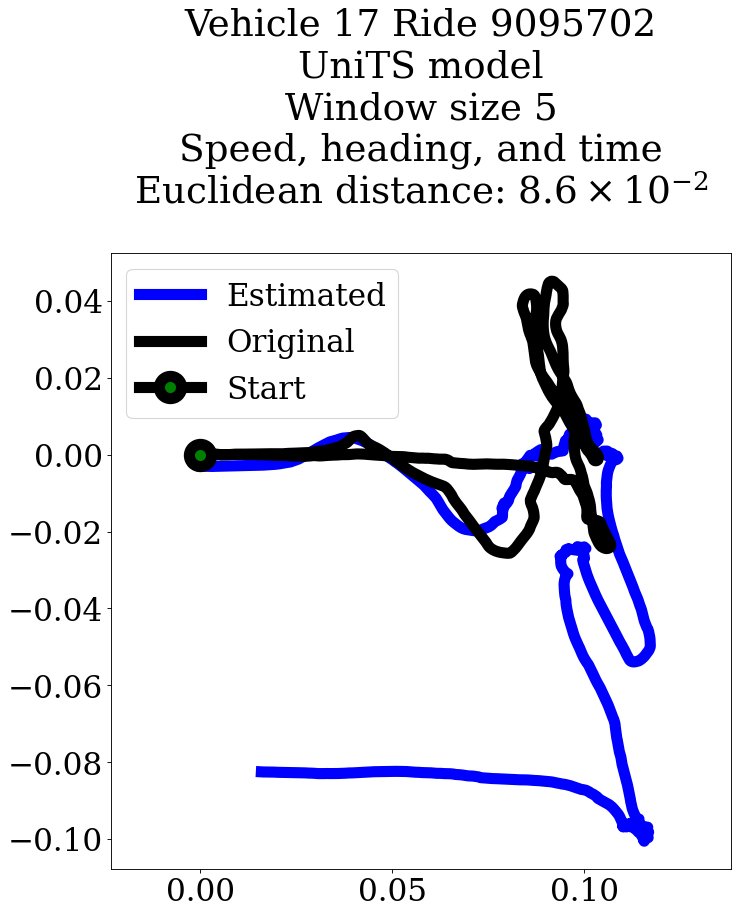 Vehicle 17 Ride 9095702
UniTS model
Window size 5
Speed, heading, and time
Euclidean distance: 8.6 × 10⁻²
Estimated
Original
Start
0.04
0.02
0.00
−0.02
−0.04
−0.06
−0.08
−0.10
0.00 0.05 0.10